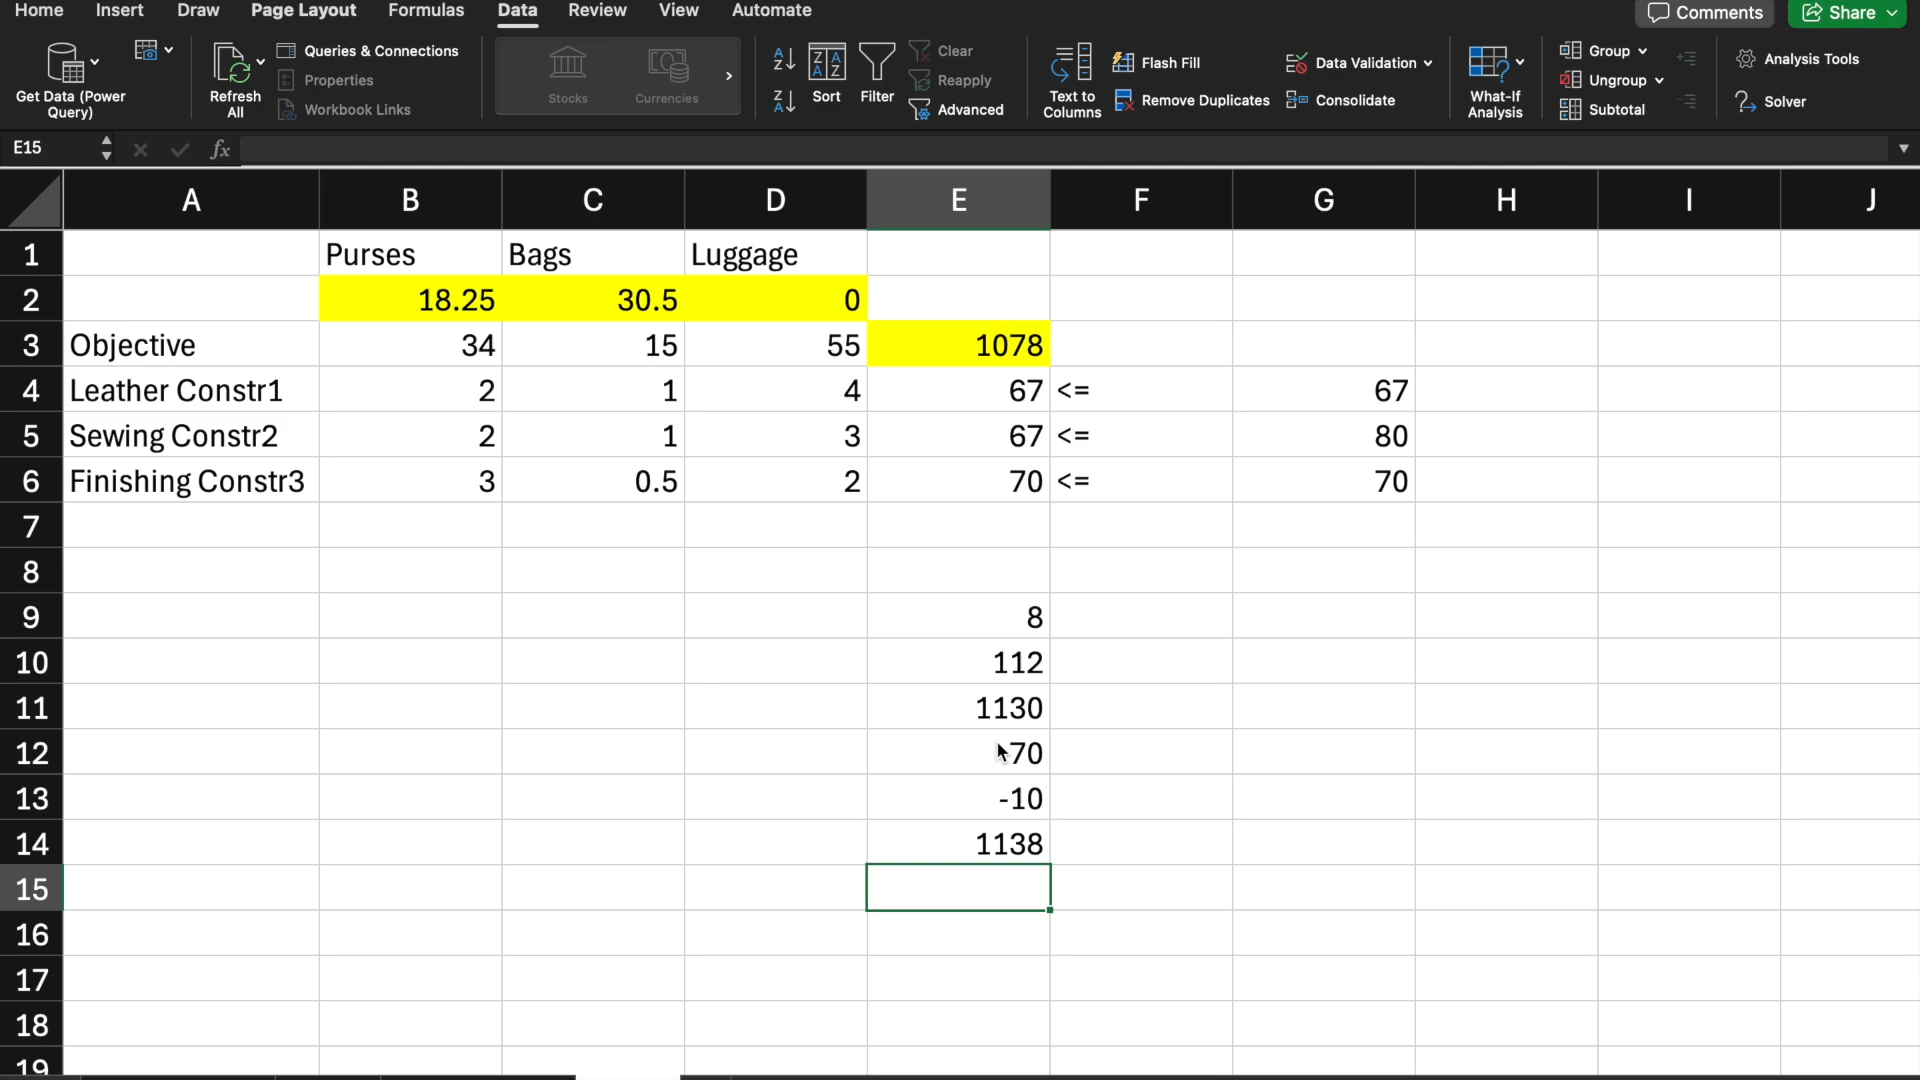 Home Insert Draw Page Layout Formulas Data Review View Automate Comments Share
Get Data (Power Query)
Refresh All
Queries & Connections
Properties
Workbook Links
Stocks
Currencies
Sort
Filter
Clear
Reapply
Advanced
Text to Columns
Flash Fill
Remove Duplicates
Data Validation
Consolidate
What-If Analysis
Group
Ungroup
Subtotal
Analysis Tools
Solver
E15 fx
A B C D E F G H I J
1 Purses Bags Luggage
2 18.25 30.5 0
3 Objective 34 15 55 1078
4 Leather Constr1 2 1 4 67 <= 67
5 Sewing Constr2 2 1 3 67 <= 80
6 Finishing Constr3 3 0.5 2 70 <= 70
7
8
9 8
10 112
11 1130
12 70
13 -10
14 1138
15
16
17
18
19